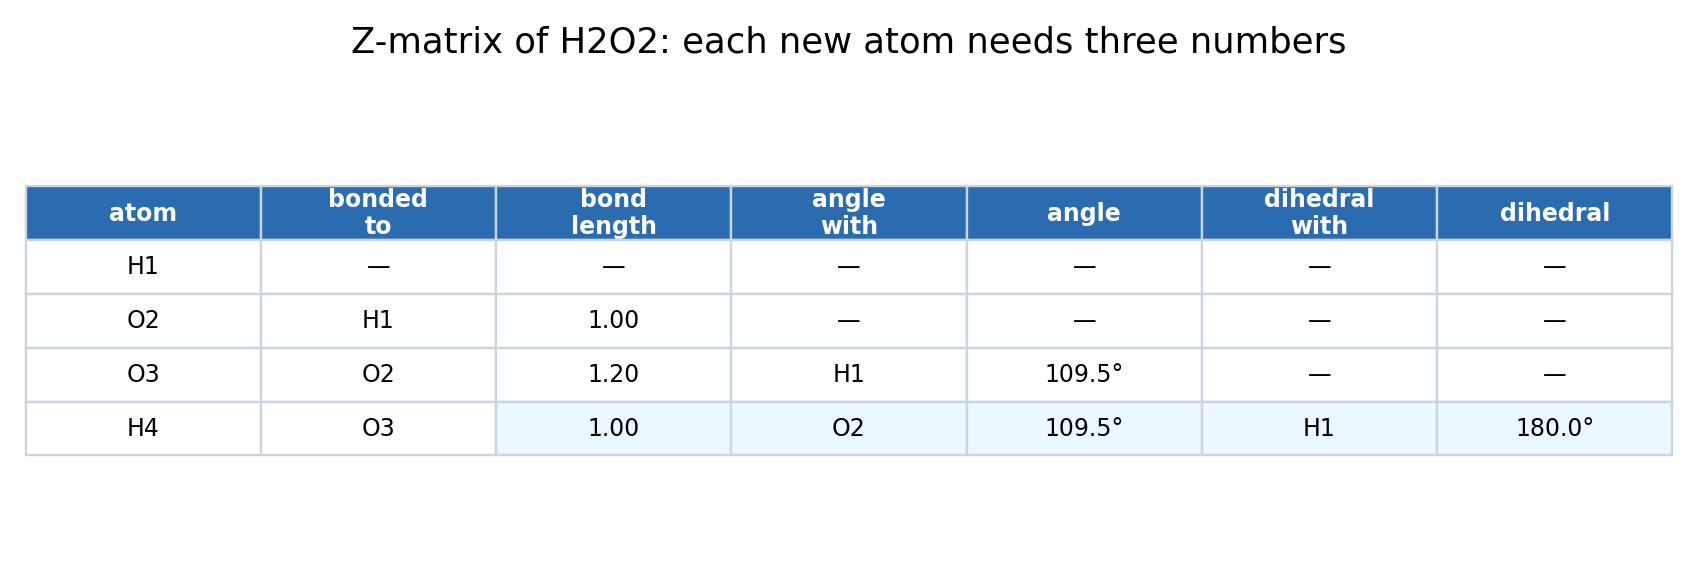 Z-matrix of H2O2: each new atom needs three numbers
atom bonded to bond length angle with angle dihedral with dihedral
H1 — — — — — —
O2 H1 1.00 — — — —
O3 O2 1.20 H1 109.5° — —
H4 O3 1.00 O2 109.5° H1 180.0°